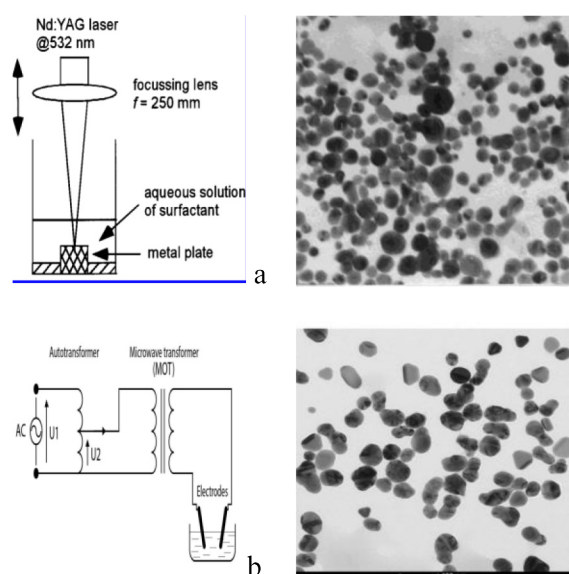 Nd:YAG laser
@532 nm
focussing lens
f = 250 mm
aqueous solution
of surfactant
metal plate
a
Autotransformer
Microwave transformer
(MOT)
AC
U1
U2
Electrodes
b